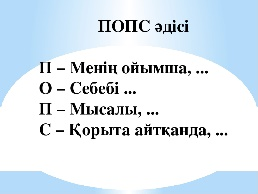 ПОПС әдісі
П – Менің ойымша, ...
О – Себебі ...
П – Мысалы, ...
С – Қорыта айтқанда, ...